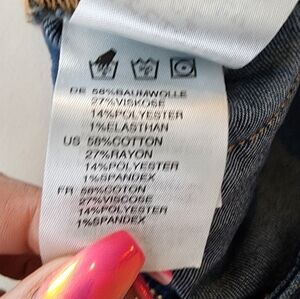 DE 58%BAUMWOLLE
27%VISKOSE
14%POLYESTER
1%ELASTHAN
US 58%COTTON
27%RAYON
14%POLYESTER
1%SPANDEX
FR 58%COTON
27%VISCOSE
14%POLYESTER
1%SPANDEX